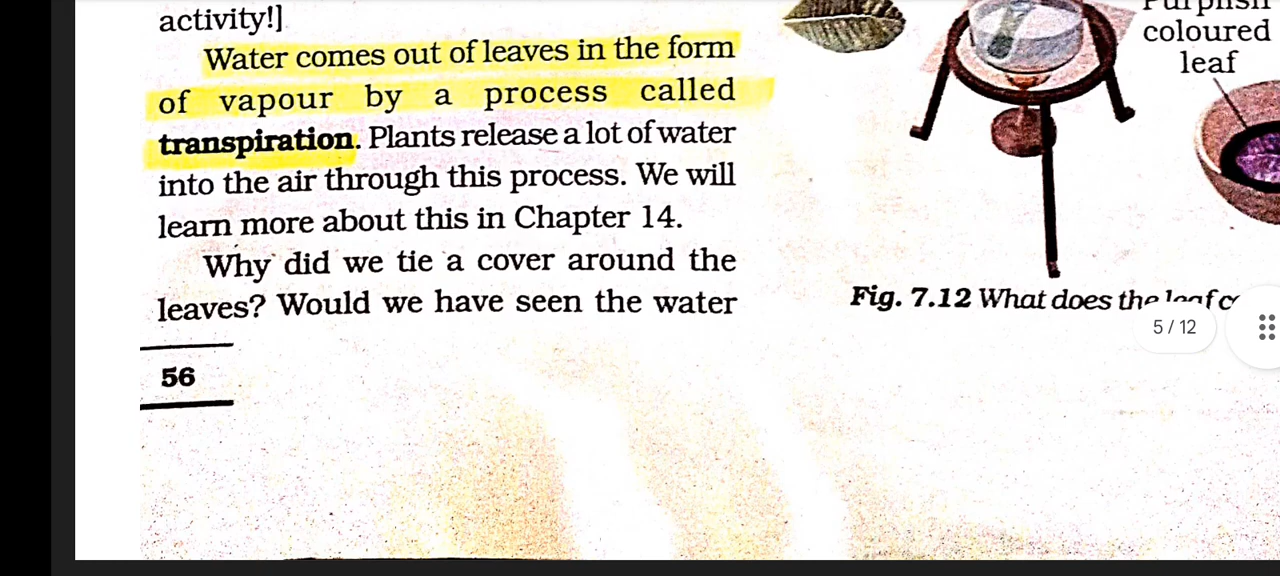 activity!]
Water comes out of leaves in the form
of vapour by a process called
transpiration. Plants release a lot of water
into the air through this process. We will
learn more about this in Chapter 14.
Why did we tie a cover around the
leaves? Would we have seen the water
56
coloured
leaf
Fig. 7.12 What does the
5 / 12